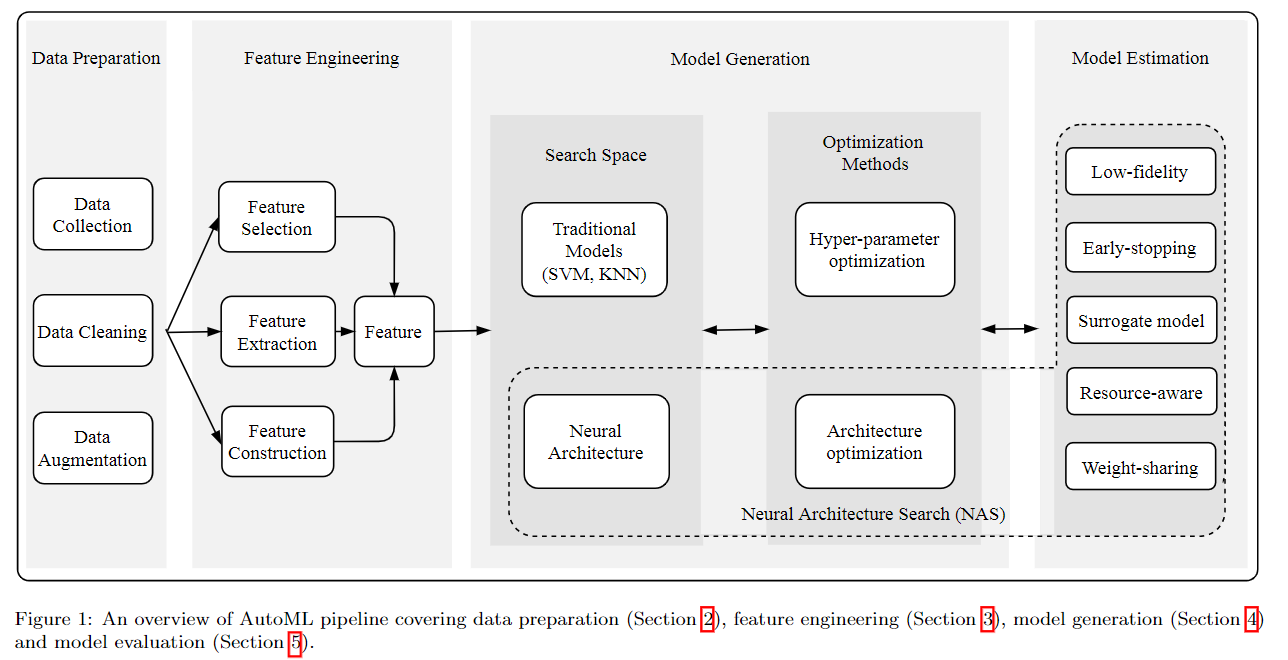 Data Preparation
Feature Engineering
Model Generation
Model Estimation
Data
Collection
Data Cleaning
Data
Augmentation
Feature
Selection
Feature
Extraction
Feature
Construction
Feature
Search Space
Traditional
Models
(SVM, KNN)
Neural
Architecture
Optimization
Methods
Hyper-parameter
optimization
Architecture
optimization
Neural Architecture Search (NAS)
Low-fidelity
Early-stopping
Surrogate model
Resource-aware
Weight-sharing
Figure 1: An overview of AutoML pipeline covering data preparation (Section 2), feature engineering (Section 3), model generation (Section 4)
and model evaluation (Section 5).